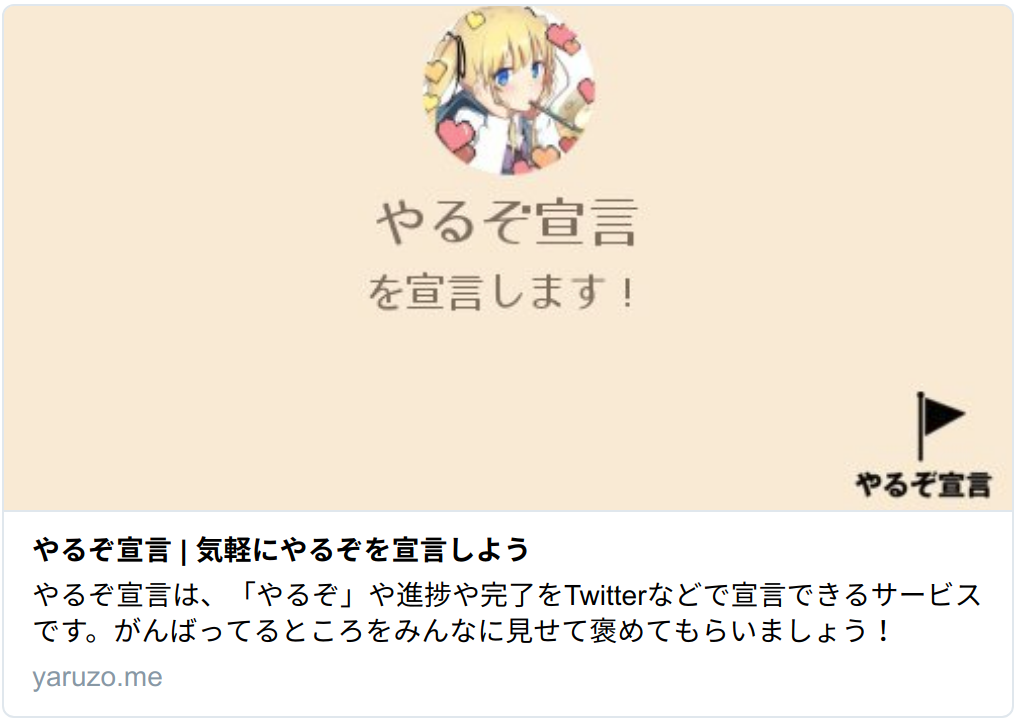 やるぞ宣言
を宣言します！
やるぞ宣言
やるぞ宣言 | 気軽にやるぞを宣言しよう
やるぞ宣言は、「やるぞ」や進捗や完了をTwitterなどで宣言できるサービス
です。がんばってるところをみんなに見せて褒めてもらいましょう！
yaruzo.me